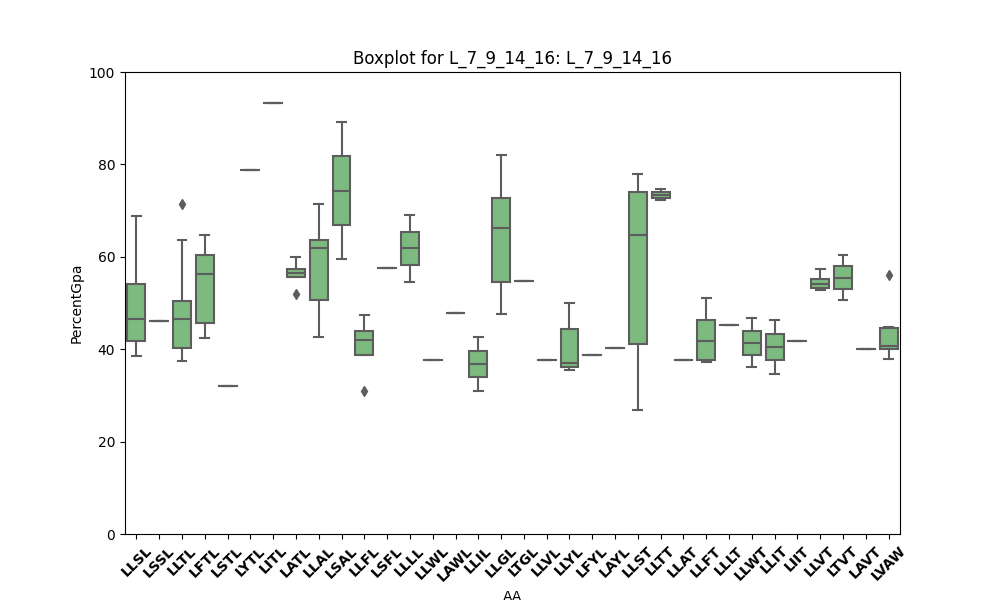 Boxplot for L_7_9_14_16: L_7_9_14_16
100
80
60
40
20
0
PercentGpa
LLSL LSSL LLTL LFTL LSTL LYTL LITL LATL LLAL LSAL LLFL LSFL LLLL LLWL LAWL LLIL LLGL LTGL LLVL LLYL LFYL LAYL LLST LLTT LLAT LLFT LLLT LLWT LLIT LIIT LLVT LTVT LAVT LVAW
AA